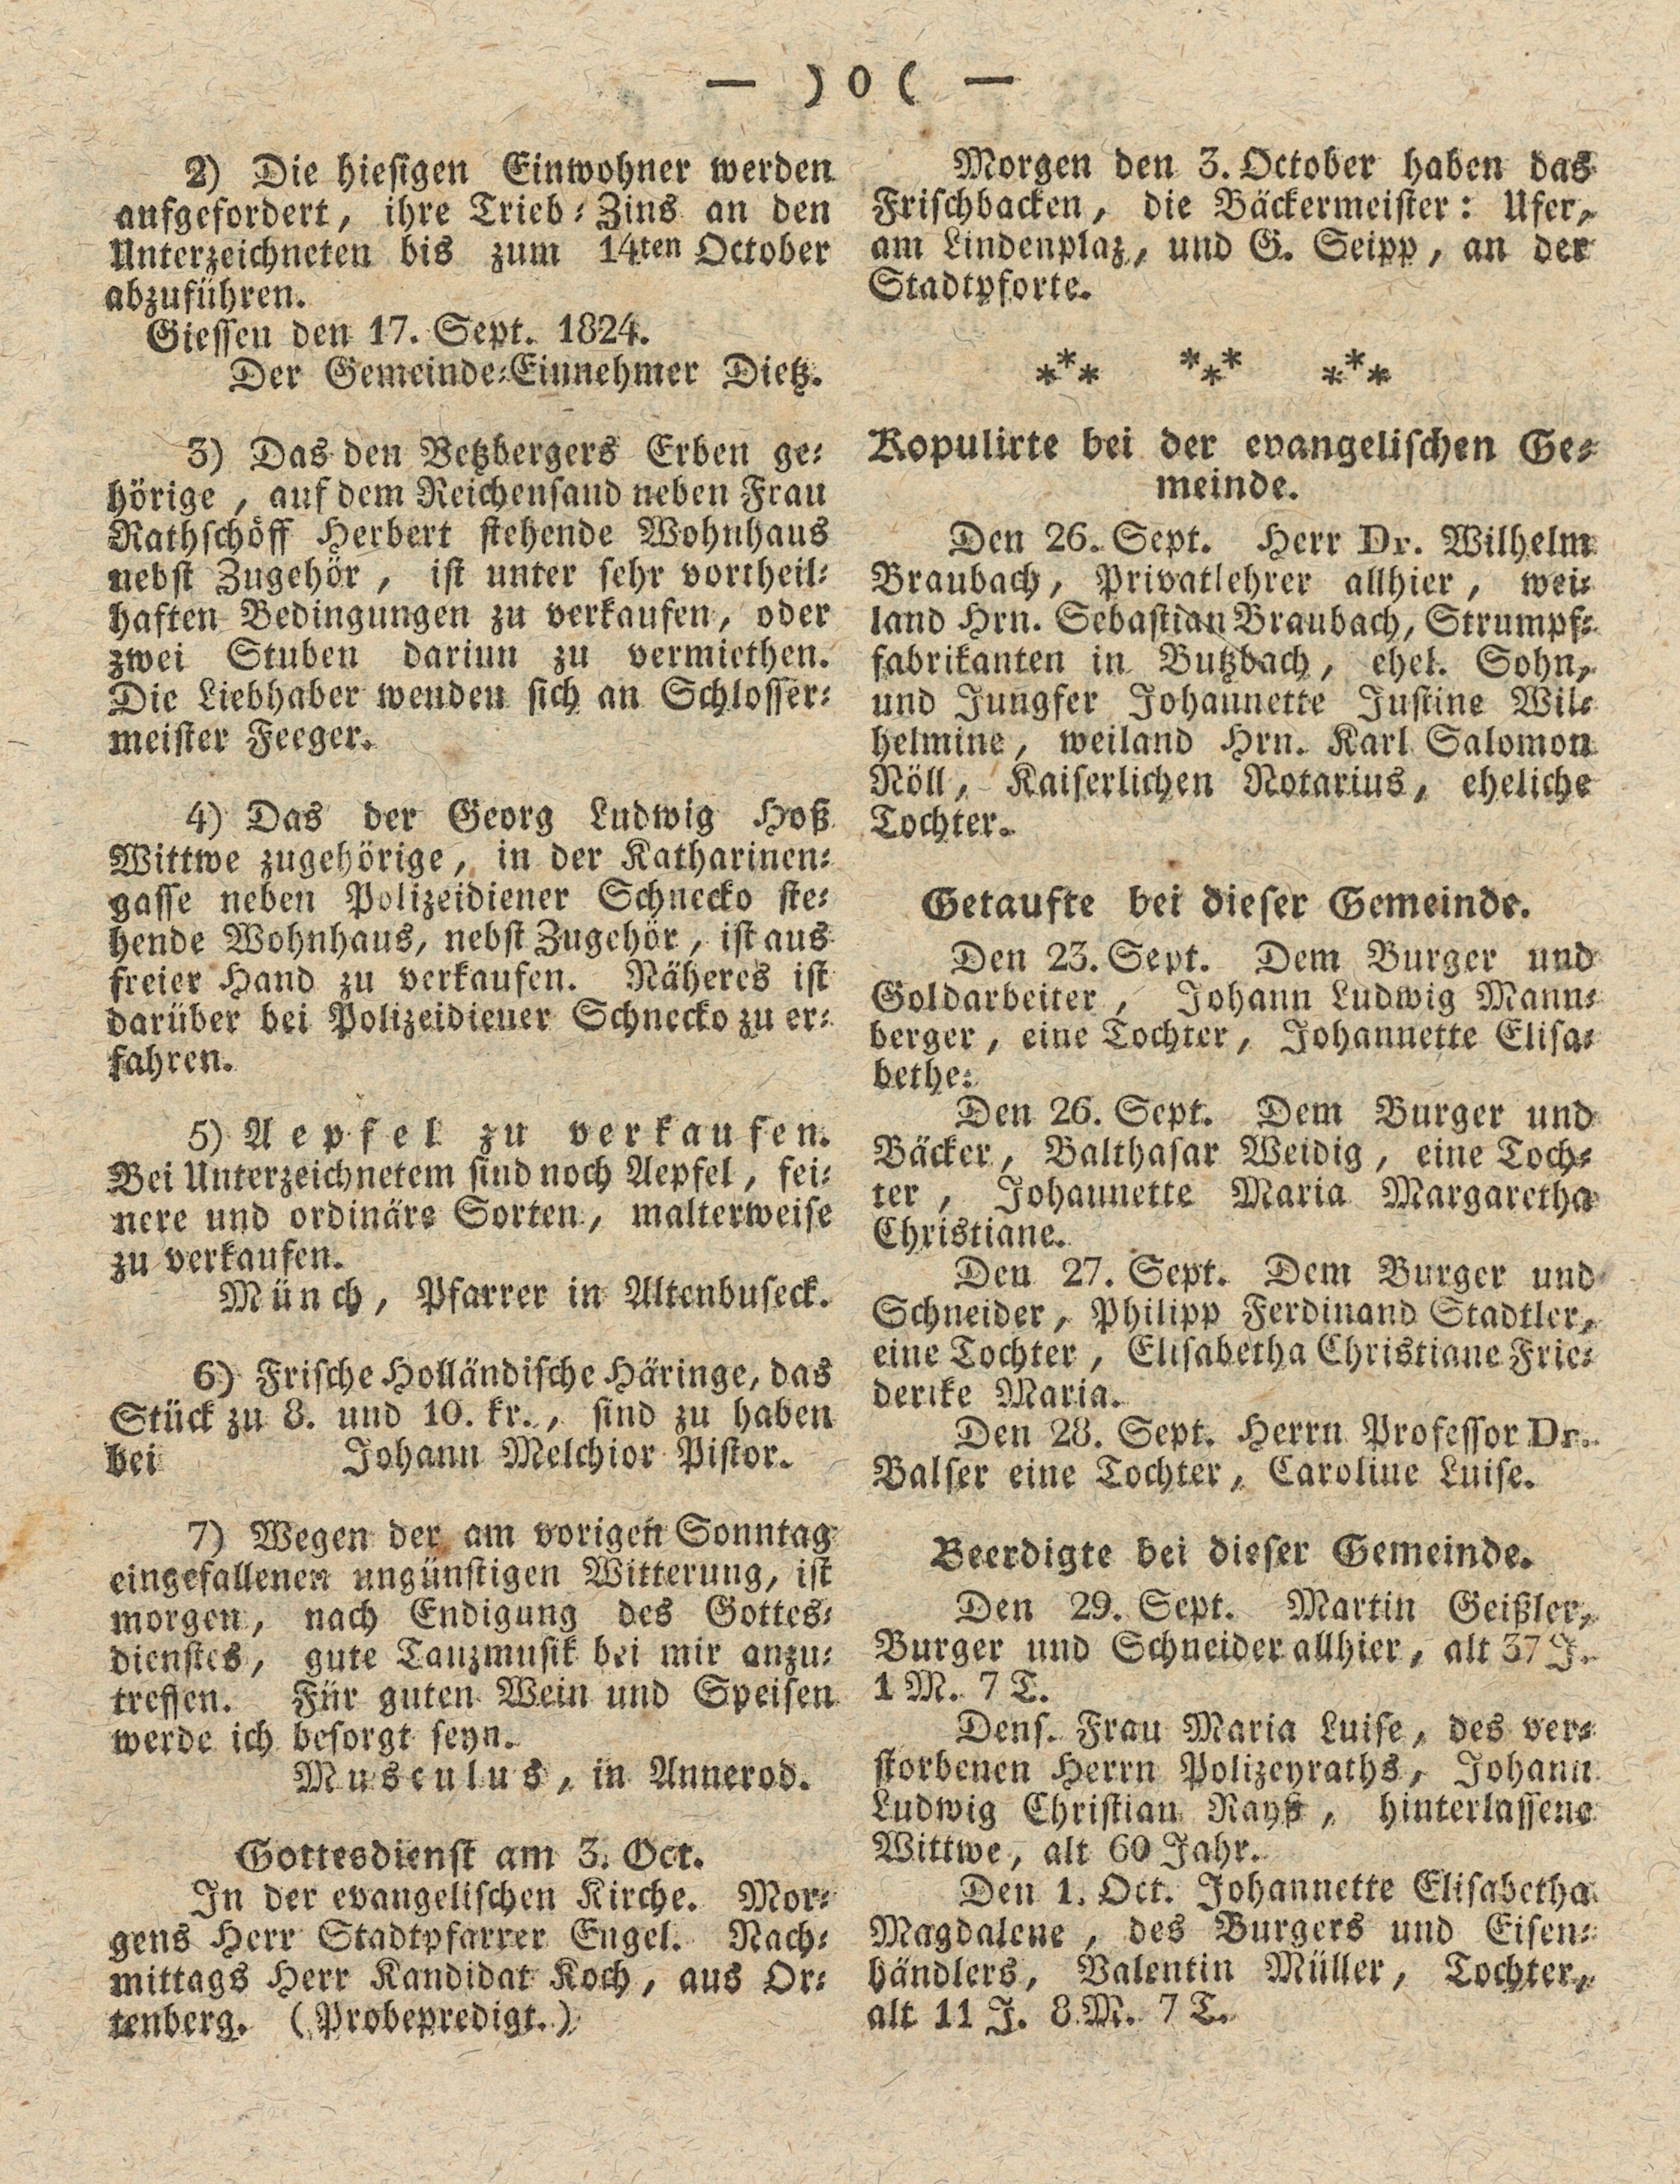 — ) 0 ( —
2) Die hiesigen Einwohner werden
aufgefordert, ihre Trieb-Zins an den
Unterzeichneten bis zum 14ten October
abzuführen.
Giessen den 17. Sept. 1824.
Der Gemeinde-Einnehmer Dietz.
3) Das den Vetzbergers Erben ge-
hörige, auf dem Reichensand neben Frau
Rathschöff Herbert stehende Wohnhaus
nebst Zugehör, ist unter sehr vortheil-
haften Bedingungen zu verkaufen, oder
zwei Stuben darinn zu vermiethen.
Die Liebhaber wenden sich an Schlosser-
meister Feeger.
4) Das der Georg Ludwig Hoß
Wittwe zugehörige, in der Katharinen-
gasse neben Polizeidiener Schnecko ste-
hende Wohnhaus, nebst Zugehör, ist aus
freier Hand zu verkaufen. Näheres ist
darüber bei Polizeidiener Schnecko zu er-
fahren.
5) Aepfel zu verkaufen.
Bei Unterzeichnetem sind noch Aepfel, fei-
nere und ordinäre Sorten, malterweise
zu verkaufen.
Münch, Pfarrer in Altenbuseck.
6) Frische Holländische Häringe, das
Stück zu 8. und 10. kr., sind zu haben
bei Johann Melchior Pistor.
7) Wegen der am vorigen Sonntag
eingefallenen ungünstigen Witterung, ist
morgen, nach Endigung des Gottes-
dienstes, gute Tanzmusik bei mir anzu-
treffen. Für guten Wein und Speisen
werde ich besorgt seyn.
Musculus, in Annerod.
Gottesdienst am 3. Oct.
In der evangelischen Kirche. Mor-
gens Herr Stadtpfarrer Engel. Nach-
mittags Herr Kandidat Koch, aus Or-
tenberg. (Probepredigt.)
Morgen den 3. October haben das
Frischbacken, die Bäckermeister: Ufer,
am Lindenplaz, und G. Seipp, an der
Stadtpforte.
*** *** ***
Kopulirte bei der evangelischen Ge-
meinde.
Den 26. Sept. Herr Dr. Wilhelm
Braubach, Privatlehrer allhier, wei-
land Hrn. Sebastian Braubach, Strumpf-
fabrikanten in Butzbach, ehel. Sohn,
und Jungfer Johannette Justine Wil-
helmine, weiland Hrn. Karl Salomon
Nöll, Kaiserlichen Notarius, eheliche
Tochter.
Getaufte bei dieser Gemeinde.
Den 23. Sept. Dem Burger und
Goldarbeiter, Johann Ludwig Mann-
berger, eine Tochter, Johannette Elisa-
bethe.
Den 26. Sept. Dem Burger und
Bäcker, Balthasar Weidig, eine Toch-
ter, Johannette Maria Margaretha
Christiane.
Den 27. Sept. Dem Burger und
Schneider, Philipp Ferdinand Stadtler,
eine Tochter, Elisabetha Christiane Frie-
derike Maria.
Den 28. Sept. Herrn Professor Dr.
Balser eine Tochter, Caroline Luise.
Beerdigte bei dieser Gemeinde.
Den 29. Sept. Martin Geißler,
Burger und Schneider allhier, alt 37 J.
1 M. 7 T.
Dens. Frau Maria Luise, des ver-
storbenen Herrn Polizeyraths, Johann
Ludwig Christian Rayß, hinterlassene
Wittwe, alt 60 Jahr.
Den 1. Oct. Johannette Elisabetha
Magdalene, des Burgers und Eisen-
händlers, Valentin Müller, Tochter,
alt 11 J. 8 M. 7 T.